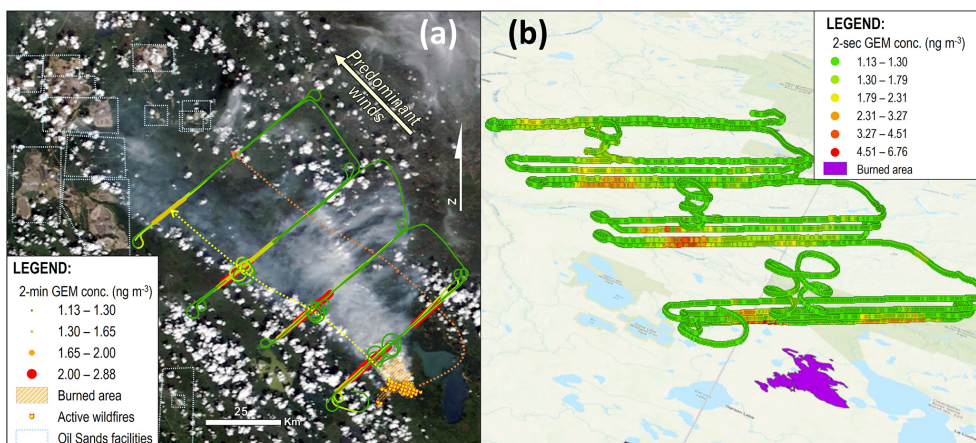 (a)
Predominant
winds
N
LEGEND:
2-min GEM conc. (ng m⁻³)
1.13 – 1.30
1.30 – 1.65
1.65 – 2.00
2.00 – 2.88
Burned area
Active wildfires
Oil Sands facilities
25
Km
(b)
LEGEND:
2-sec GEM conc. (ng m⁻³)
1.13 – 1.30
1.30 – 1.79
1.79 – 2.31
2.31 – 3.27
3.27 – 4.51
4.51 – 6.76
Burned area